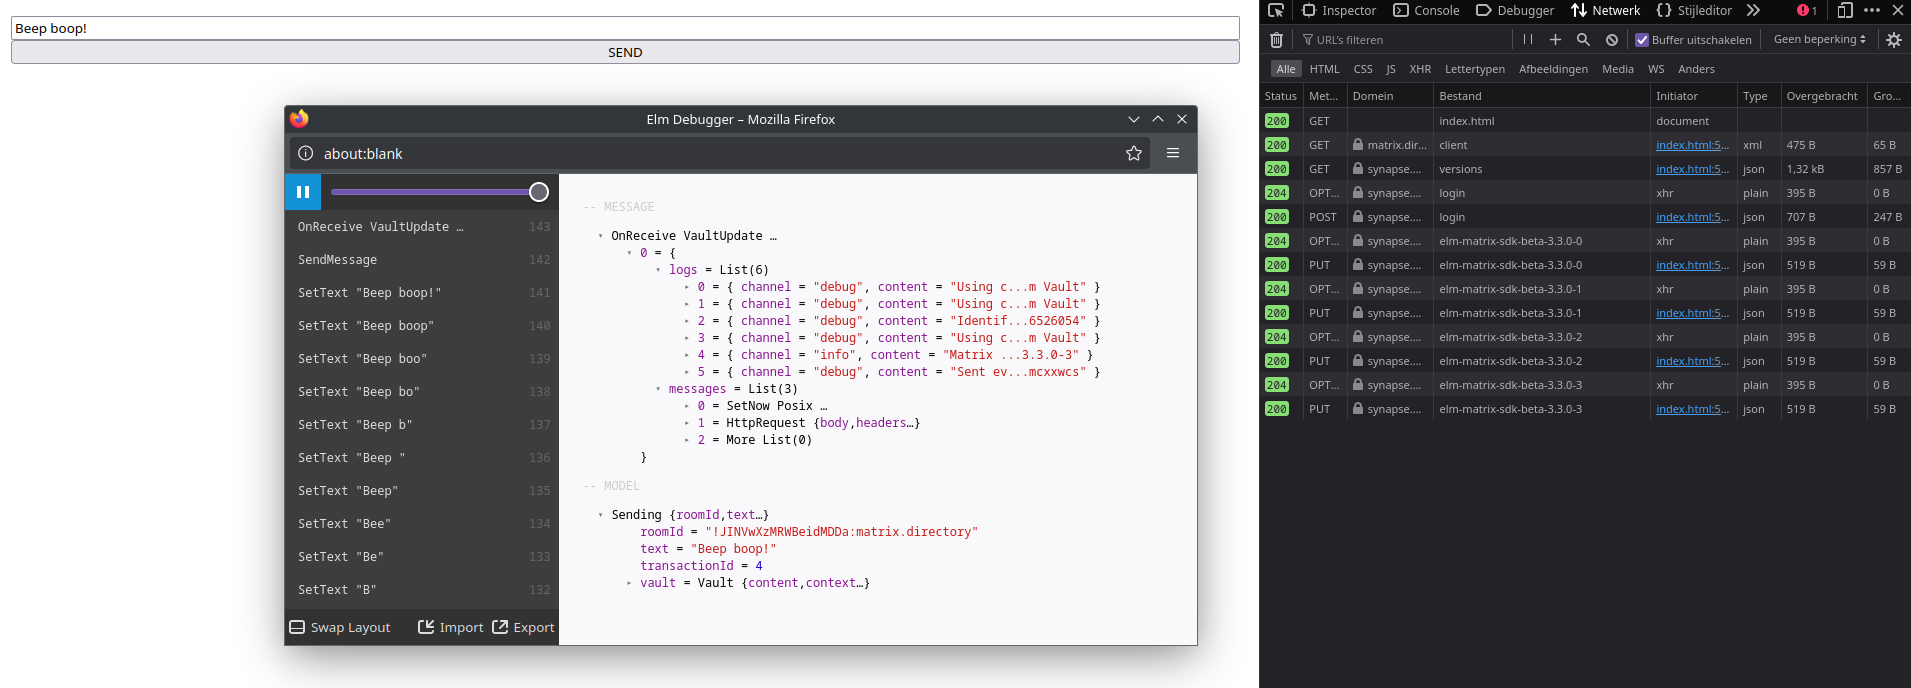 Beep boop!
SEND
Elm Debugger – Mozilla Firefox
about:blank
OnReceive VaultUpdate … 143
SendMessage 142
SetText "Beep boop!" 141
SetText "Beep boop" 140
SetText "Beep boo" 139
SetText "Beep bo" 138
SetText "Beep b" 137
SetText "Beep " 136
SetText "Beep" 135
SetText "Bee" 134
SetText "Be" 133
SetText "B" 132
Swap Layout Import Export
-- MESSAGE
OnReceive VaultUpdate …
0 = {
logs = List(6)
0 = { channel = "debug", content = "Using c...m Vault" }
1 = { channel = "debug", content = "Using c...m Vault" }
2 = { channel = "debug", content = "Identif...6526054" }
3 = { channel = "debug", content = "Using c...m Vault" }
4 = { channel = "info", content = "Matrix ...3.3.0-3" }
5 = { channel = "debug", content = "Sent ev...mcxxwcs" }
messages = List(3)
0 = SetNow Posix …
1 = HttpRequest {body,headers…}
2 = More List(0)
}
-- MODEL
Sending {roomId,text…}
roomId = "!JINVwXzMRWBeidMDDa:matrix.directory"
text = "Beep boop!"
transactionId = 4
vault = Vault {content,context…}
Inspector Console Debugger Netwerk Stijleditor 1
URL's filteren Buffer uitschakelen Geen beperking
Alle HTML CSS JS XHR Lettertypen Afbeeldingen Media WS Anders
Status Met... Domein Bestand Initiator Type Overgebracht Gro...
200 GET index.html document
200 GET matrix.dir... client index.html:5... xml 475 B 65 B
200 GET synapse.... versions index.html:5... json 1,32 kB 857 B
204 OPT... synapse.... login xhr plain 395 B 0 B
200 POST synapse.... login index.html:5... json 707 B 247 B
204 OPT... synapse.... elm-matrix-sdk-beta-3.3.0-0 xhr plain 395 B 0 B
200 PUT synapse.... elm-matrix-sdk-beta-3.3.0-0 index.html:5... json 519 B 59 B
204 OPT... synapse.... elm-matrix-sdk-beta-3.3.0-1 xhr plain 395 B 0 B
200 PUT synapse.... elm-matrix-sdk-beta-3.3.0-1 index.html:5... json 519 B 59 B
204 OPT... synapse.... elm-matrix-sdk-beta-3.3.0-2 xhr plain 395 B 0 B
200 PUT synapse.... elm-matrix-sdk-beta-3.3.0-2 index.html:5... json 519 B 59 B
204 OPT... synapse.... elm-matrix-sdk-beta-3.3.0-3 xhr plain 395 B 0 B
200 PUT synapse.... elm-matrix-sdk-beta-3.3.0-3 index.html:5... json 519 B 59 B